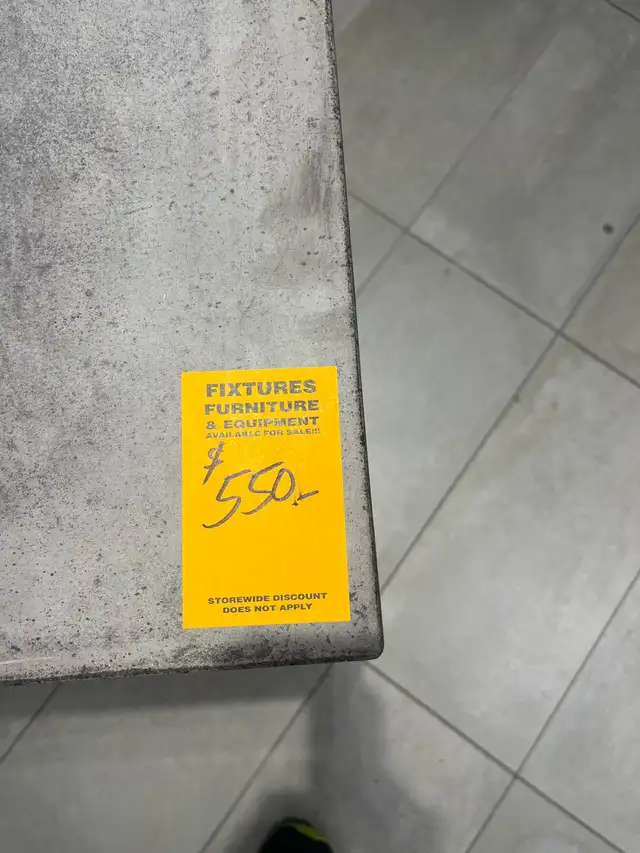 FIXTURES
FURNITURE
& EQUIPMENT
AVAILABLE FOR SALE!!!
$
550.-
STOREWIDE DISCOUNT
DOES NOT APPLY